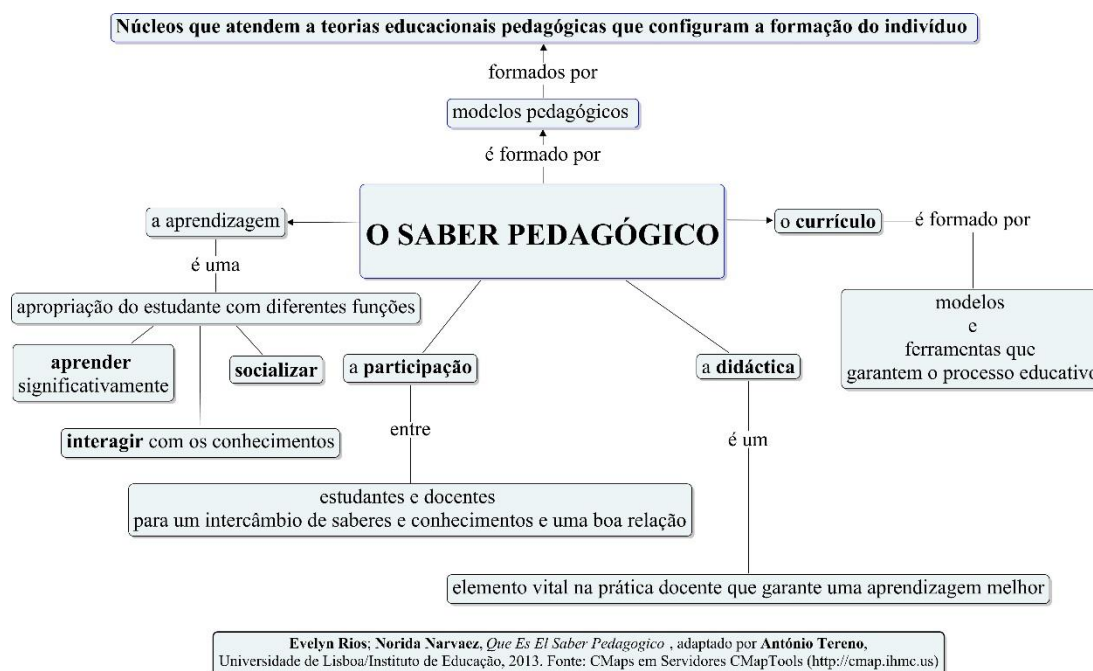 Núcleos que atendem a teorias educacionais pedagógicas que configuram a formação do indivíduo
formados por
modelos pedagógicos
é formado por
O SABER PEDAGÓGICO
a aprendizagem
é uma
apropriação do estudante com diferentes funções
aprender
significativamente
socializar
interagir com os conhecimentos
a participação
entre
estudantes e docentes
para um intercâmbio de saberes e conhecimentos e uma boa relação
a didáctica
é um
elemento vital na prática docente que garante uma aprendizagem melhor
o currículo
é formado por
modelos
e
ferramentas que
garantem o processo educativo
Evelyn Rios; Norida Narvaez, Que Es El Saber Pedagogico , adaptado por António Tereno,
Universidade de Lisboa/Instituto de Educação, 2013. Fonte: CMaps em Servidores CMapTools (http://cmap.ihmc.us)